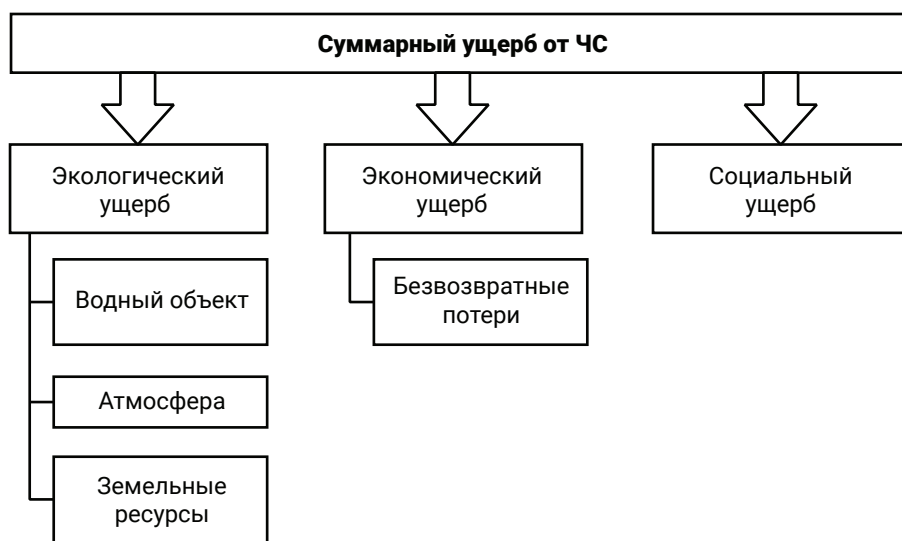 Суммарный ущерб от ЧС
Экологический
ущерб
Экономический
ущерб
Социальный
ущерб
Водный объект
Безвозвратные
потери
Атмосфера
Земельные
ресурсы